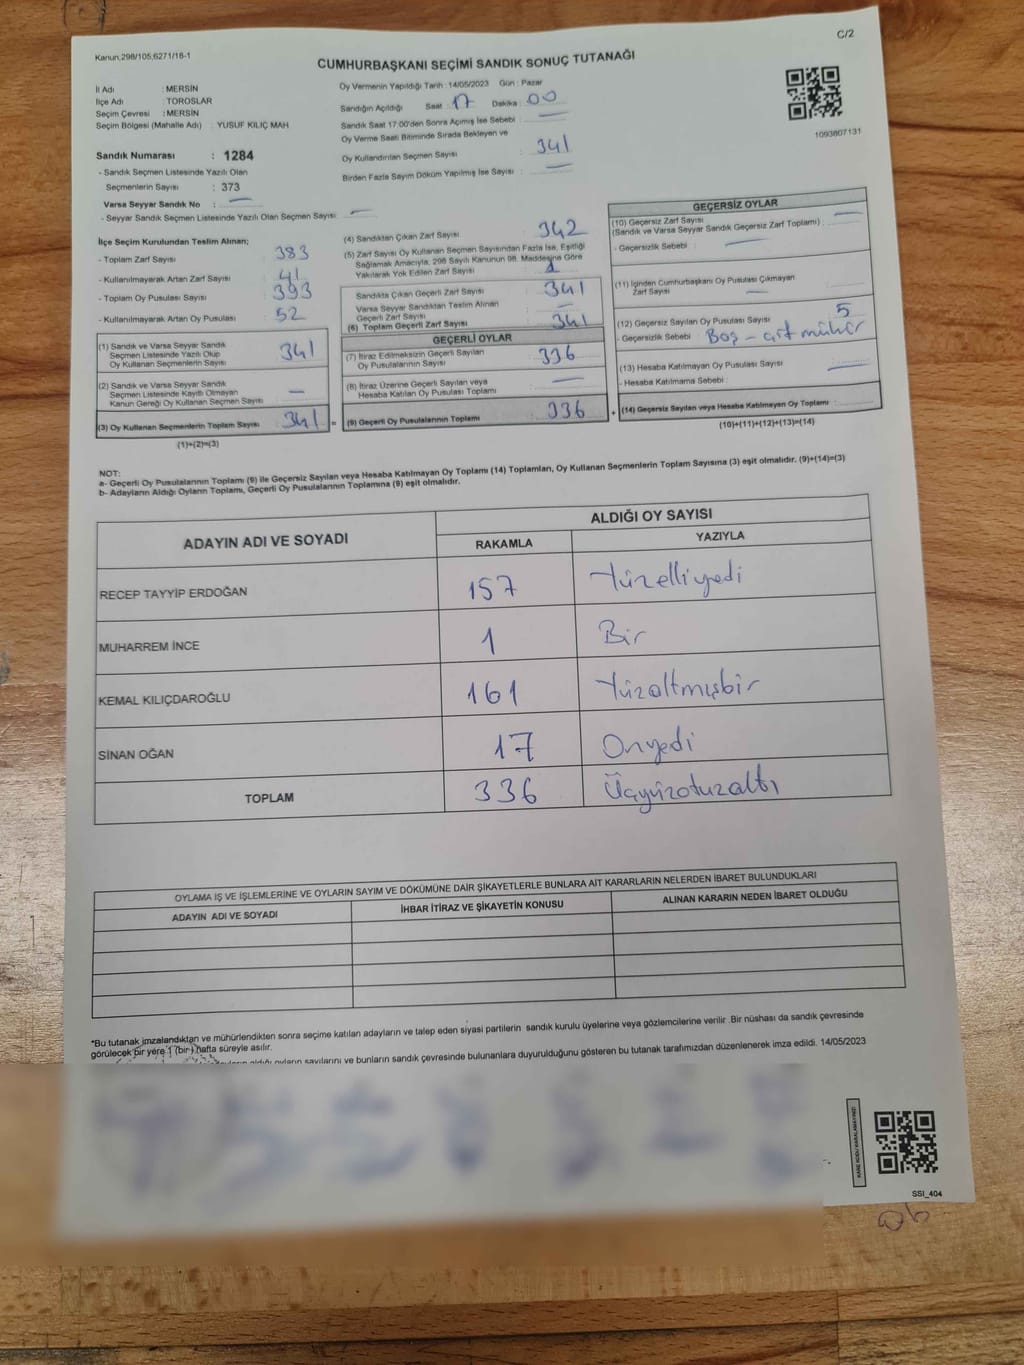 Kanun;298/105;6271/16-1
C/2
CUMHURBAŞKANI SEÇİMİ SANDIK SONUÇ TUTANAĞI
İl Adı : MERSİN
İlçe Adı : TOROSLAR
Seçim Çevresi : MERSİN
Seçim Bölgesi (Mahalle Adı) : YUSUF KILIÇ MAH
Oy Vermenin Yapıldığı Tarih : 14/05/2023 Gün : Pazar
Sandığın Açıldığı Saat : 17 Dakika : 00
Sandık Saat 17:00'den Sonra Açımış İse Sebebi : —
Oy Verme Saati Bitiminde Sırada Bekleyen ve
Oy Kullandırılan Seçmen Sayısı : 341
Birden Fazla Sayım Döküm Yapılmış İse Sayısı : —
1093807131
Sandık Numarası : 1284
- Sandık Seçmen Listesinde Yazılı Olan
Seçmenlerin Sayısı : 373
Varsa Seyyar Sandık No : —
- Seyyar Sandık Seçmen Listesinde Yazılı Olan Seçmen Sayısı : —
İlçe Seçim Kurulundan Teslim Alınan;
- Toplam Zarf Sayısı : 383
- Kullanılmayarak Artan Zarf Sayısı : 41
- Toplam Oy Pusulası Sayısı : 393
- Kullanılmayarak Artan Oy Pusulası : 52
(1) Sandık ve Varsa Seyyar Sandık
Seçmen Listesinde Yazılı Olup
Oy Kullanan Seçmenlerin Sayısı : 341
(2) Sandık ve Varsa Seyyar Sandık
Seçmen Listesinde Kayıtlı Olmayan
Kanun Gereği Oy Kullanan Seçmen Sayısı : —
(3) Oy Kullanan Seçmenlerin Toplam Sayısı : 341 =
(1)+(2)=(3)
(4) Sandıktan Çıkan Zarf Sayısı : 342
(5) Zarf Sayısı Oy Kullanan Seçmen Sayısından Fazla İse, Eşitliği
Sağlamak Amacıyla, 298 Sayılı Kanunun 98. Maddesine Göre
Yakılarak Yok Edilen Zarf Sayısı : 1
Sandıkta Çıkan Geçerli Zarf Sayısı : 341
Varsa Seyyar Sandıktan Teslim Alınan
Geçerli Zarf Sayısı : —
(6) Toplam Geçerli Zarf Sayısı : 341
GEÇERLİ OYLAR
(7) İtiraz Edilmeksizin Geçerli Sayılan
Oy Pusulalarının Sayısı : 336
(8) İtiraz Üzerine Geçerli Sayılan veya
Hesaba Katılan Oy Pusulası Toplamı : —
(9) Geçerli Oy Pusulalarının Toplamı : 336 +
GEÇERSİZ OYLAR
(10) Geçersiz Zarf Sayısı : —
(Sandık ve Varsa Seyyar Sandık Geçersiz Zarf Toplamı)
- Geçersizlik Sebebi : —
(11) İçinden Cumhurbaşkanı Oy Pusulası Çıkmayan
Zarf Sayısı : —
(12) Geçersiz Sayılan Oy Pusulası Sayısı : 5
- Geçersizlik Sebebi : Boş - çift mühür
(13) Hesaba Katılmayan Oy Pusulası Sayısı : —
- Hesaba Katılmama Sebebi :
(14) Geçersiz Sayılan veya Hesaba Katılmayan Oy Toplamı :
(10)+(11)+(12)+(13)=(14)
NOT:
a- Geçerli Oy Pusulalarının Toplamı (9) ile Geçersiz Sayılan veya Hesaba Katılmayan Oy Toplamı (14) Toplamları, Oy Kullanan Seçmenlerin Toplam Sayısına (3) eşit olmalıdır. (9)+(14)=(3)
b- Adayların Aldığı Oyların Toplamı, Geçerli Oy Pusulalarının Toplamına (9) eşit olmalıdır.
ADAYIN ADI VE SOYADI
ALDIĞI OY SAYISI
RAKAMLA YAZIYLA
RECEP TAYYİP ERDOĞAN 157 Yüzelliyedi
MUHARREM İNCE 1 Bir
KEMAL KILIÇDAROĞLU 161 Yüzaltmışbir
SİNAN OĞAN 17 Onyedi
TOPLAM 336 Üçyüzotuzaltı
OYLAMA İŞ VE İŞLEMLERİNE VE OYLARIN SAYIM VE DÖKÜMÜNE DAİR ŞİKAYETLERLE BUNLARA AİT KARARLARIN NELERDEN İBARET BULUNDUKLARI
ADAYIN ADI VE SOYADI İHBAR İTİRAZ VE ŞİKAYETİN KONUSU ALINAN KARARIN NEDEN İBARET OLDUĞU
*Bu tutanak imzalandıktan ve mühürlendikten sonra seçime katılan adayların ve talep eden siyasi partilerin sandık kurulu üyelerine veya gözlemcilerine verilir. Bir nüshası da sandık çevresinde
görülecek bir yere 1 (bir) hafta süreyle asılır.
aldığı oyların sayılarını ve bunların sandık çevresinde bulunanlara duyurulduğunu gösteren bu tutanak tarafımızdan düzenlenerek imza edildi. 14/05/2023
KARE KODU KARALAMAYINIZ!
SSI_404